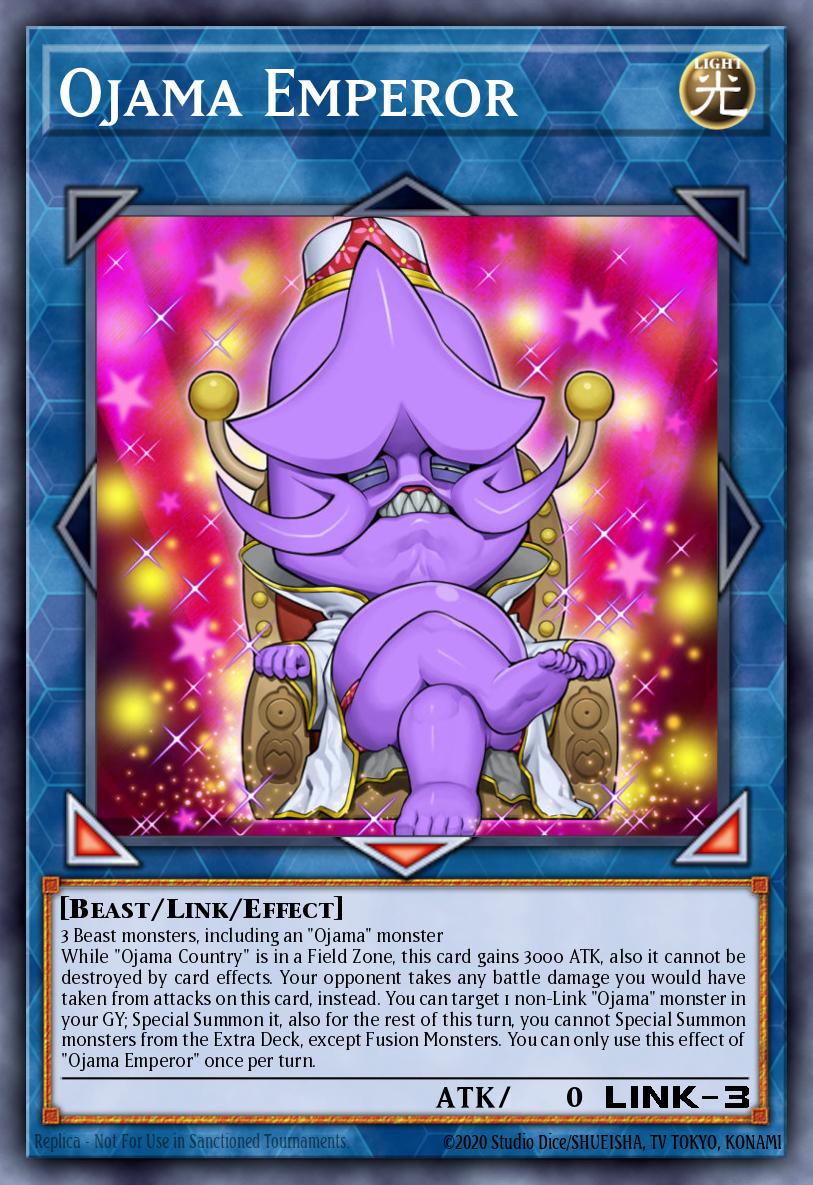 Ojama Emperor
LIGHT
光
[Beast/Link/Effect]
3 Beast monsters, including an "Ojama" monster
While "Ojama Country" is in a Field Zone, this card gains 3000 ATK, also it cannot be
destroyed by card effects. Your opponent takes any battle damage you would have
taken from attacks on this card, instead. You can target 1 non-Link "Ojama" monster in
your GY; Special Summon it, also for the rest of this turn, you cannot Special Summon
monsters from the Extra Deck, except Fusion Monsters. You can only use this effect of
"Ojama Emperor" once per turn.
ATK/ 0 LINK-3
Replica - Not For Use in Sanctioned Tournaments.
©2020 Studio Dice/SHUEISHA, TV TOKYO, KONAMI